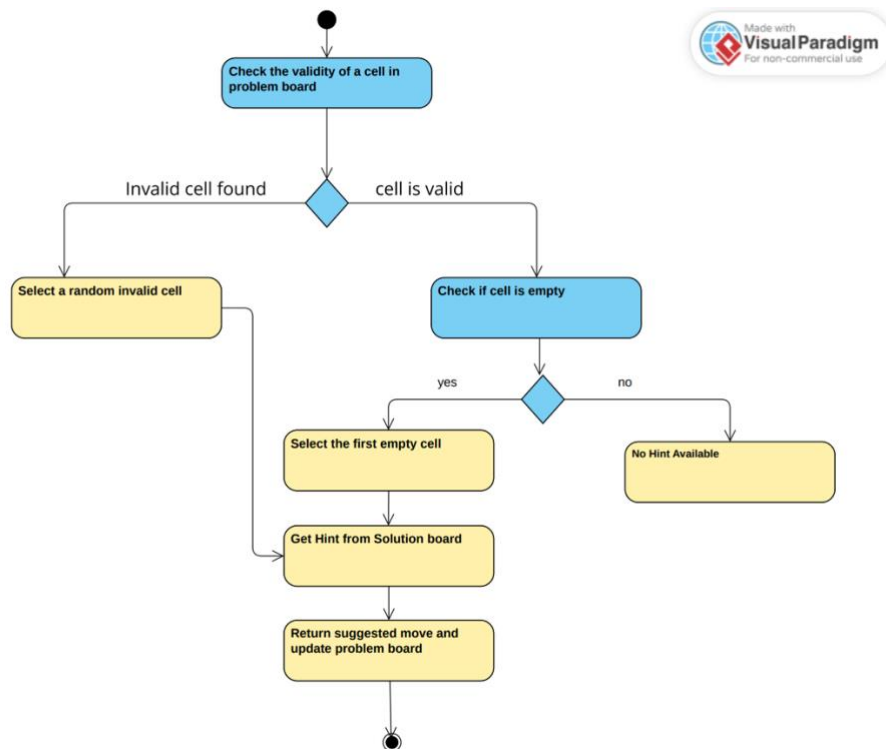 Made with
Visual Paradigm
For non-commercial use
Check the validity of a cell in
problem board
Invalid cell found
cell is valid
Select a random invalid cell
Check if cell is empty
yes
no
Select the first empty cell
No Hint Available
Get Hint from Solution board
Return suggested move and
update problem board